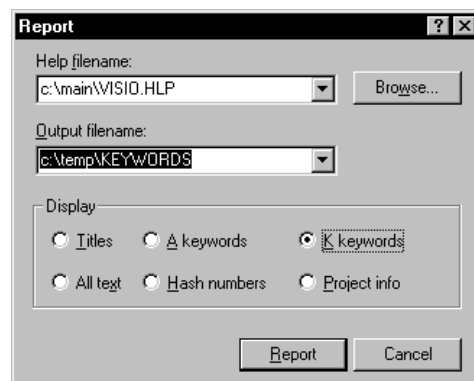 Report
Help filename:
c:\main\VISIO.HLP
Browse...
Output filename:
c:\temp\KEYWORDS
Display
Titles A keywords K keywords
All text Hash numbers Project info
Report Cancel